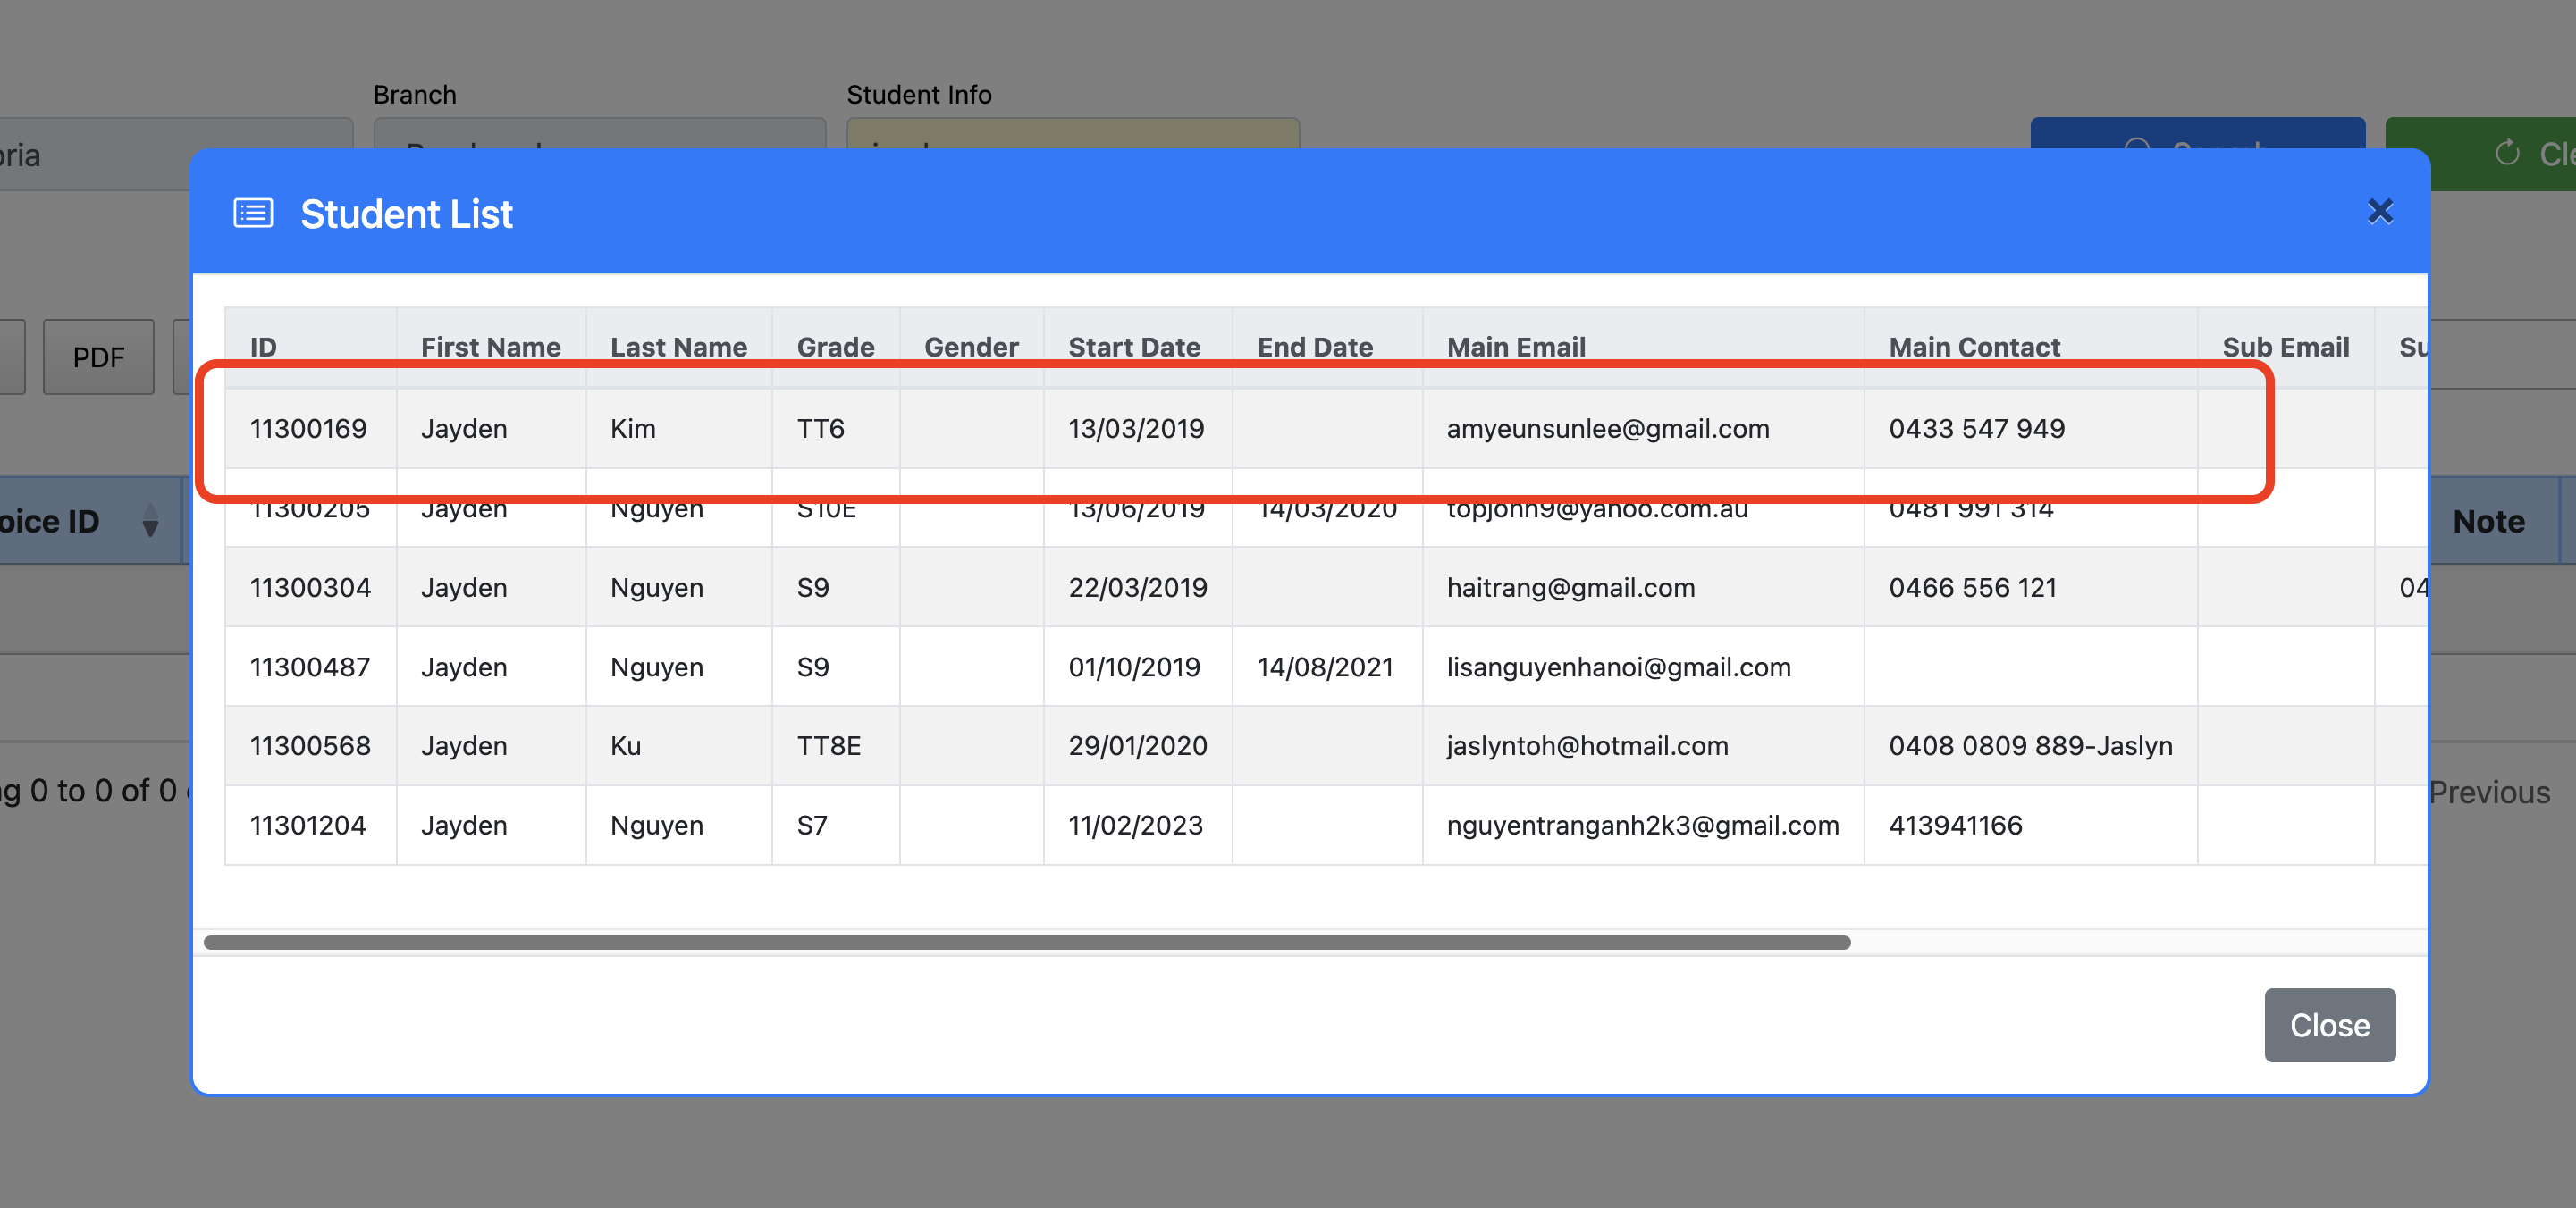 Branch Student Info
Student List
PDF
ID First Name Last Name Grade Gender Start Date End Date Main Email Main Contact Sub Email
11300169 Jayden Kim TT6 13/03/2019 amyeunsunlee@gmail.com 0433 547 949
11300205 Jayden Nguyen S10E 13/06/2019 14/03/2020 topjohn9@yahoo.com.au 0481 991 314
Note
11300304 Jayden Nguyen S9 22/03/2019 haitrang@gmail.com 0466 556 121 04
11300487 Jayden Nguyen S9 01/10/2019 14/08/2021 lisanguyenhanoi@gmail.com
11300568 Jayden Ku TT8E 29/01/2020 jaslyntoh@hotmail.com 0408 0809 889-Jaslyn
0 to 0 of 0 Previous
11301204 Jayden Nguyen S7 11/02/2023 nguyentranganh2k3@gmail.com 413941166
Close